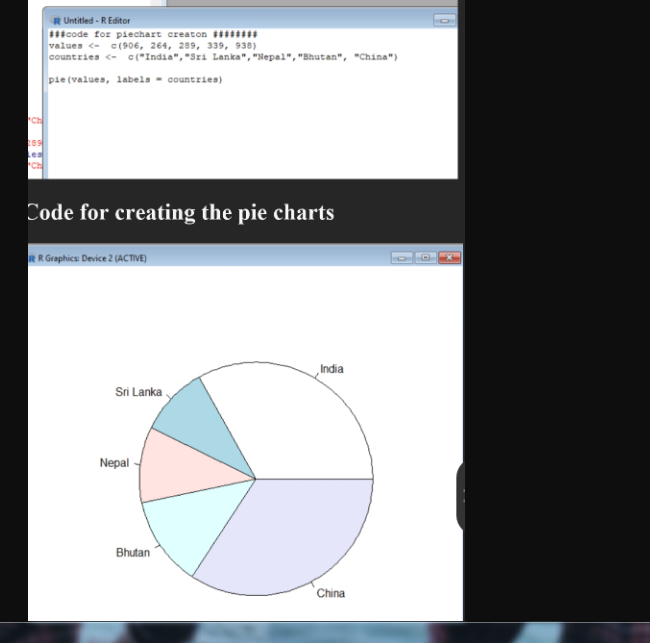 Untitled - R Editor
###code for piechart creaton ########
values <- c(906, 264, 289, 339, 938)
countries <- c("India","Sri Lanka","Nepal","Bhutan", "China")
pie(values, labels = countries)
"Ch
289
les
"Ch
Code for creating the pie charts
R Graphics: Device 2 (ACTIVE)
India
Sri Lanka
Nepal
Bhutan
China